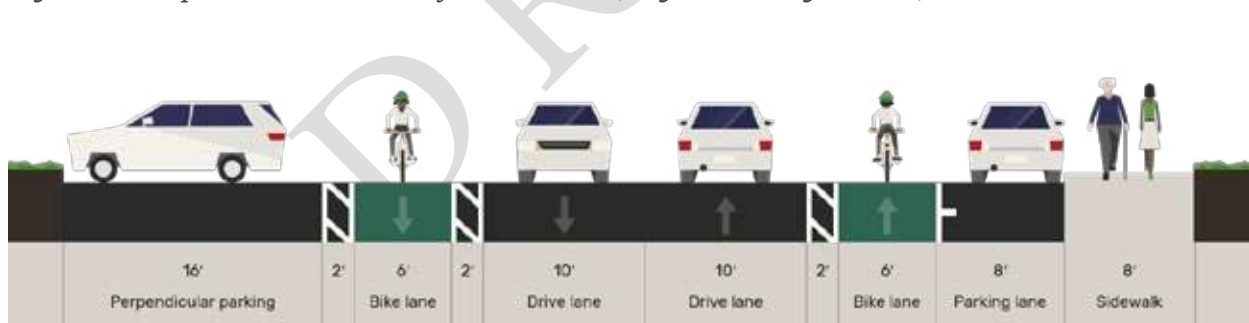 D R
16' 2' 6' 2' 10' 10' 2' 6' 8' 8'
Perpendicular parking Bike lane Drive lane Drive lane Bike lane Parking lane Sidewalk